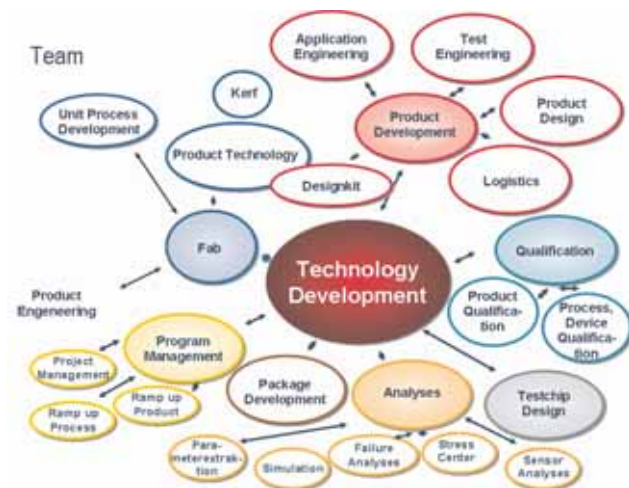 Team
Application
Engineering
Test
Engineering
Kerf
Product
Development
Product
Design
Unit Process
Development
Product Technology
Designkit
Logistics
Fab
Technology
Development
Qualification
Product
Qualifica-
tion
Process,
Device
Qualifica-
tion
Product
Engeneering
Program
Management
Project
Management
Ramp up
Product
Ramp up
Process
Package
Development
Analyses
Testchip
Design
Para-
meterextrak-
tion
Simulation
Failure
Analyses
Stress
Center
Sensor
Analyses